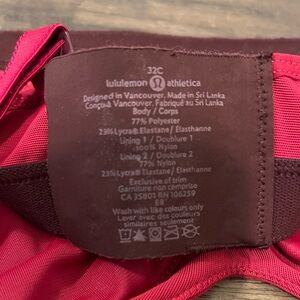 32C
lululemon athletica
Designed in Vancouver. Made in Sri Lanka
Conçu à Vancouver. Fabriqué au Sri Lanka
Body / Corps
77% Polyester
23% Lycra® Elastane / Élasthanne
Lining 1 / Doublure 1
100% Nylon
Lining 2 / Doublure 2
77% Nylon
23% Lycra® Elastane / Élasthanne
Exclusive of trim
Garniture non comprise
CA 35801 RN 106259
Wash with like colours only
Laver avec des couleurs
similaires seulement